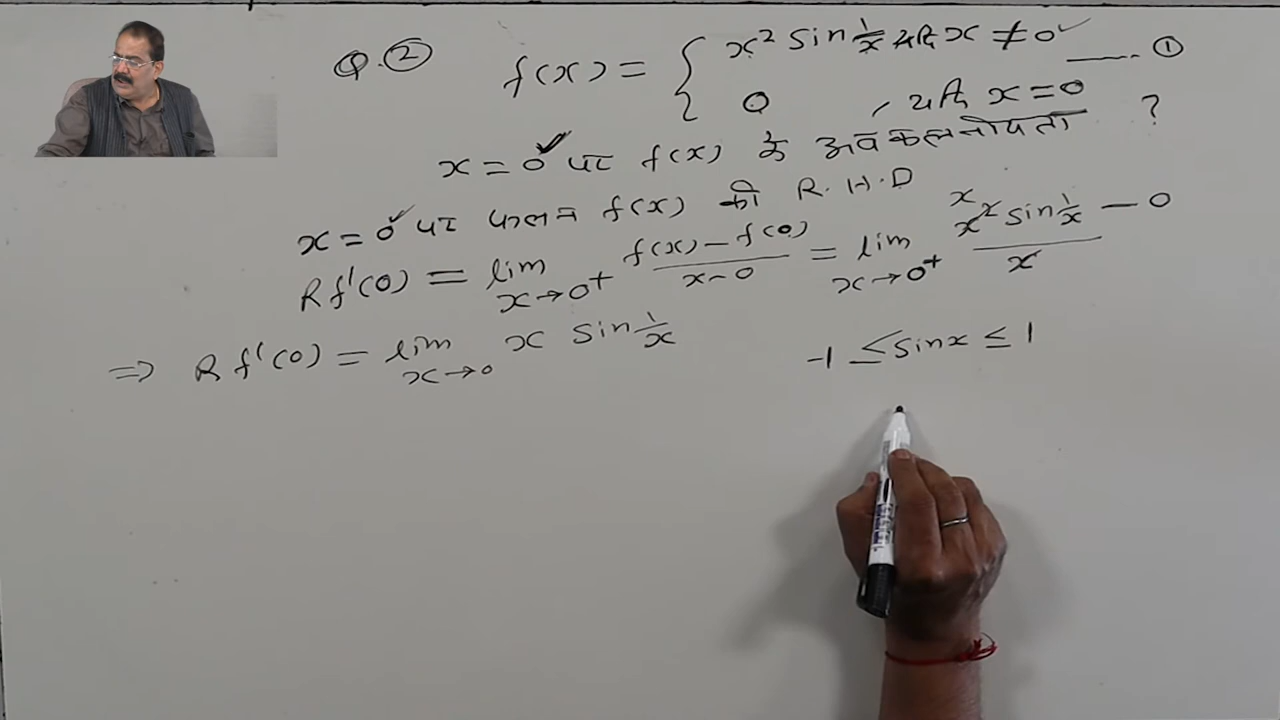 Q. ② f(x) = { x² sin 1/x यदि x ≠ 0 ✓
0 , यदि x = 0 ——— ①
x = 0 ✓ पर f(x) के अवकलनीयता ?
x = 0 ✓ पर फलन f(x) की R.H.D
Rf'(0) = lim x→0⁺ f(x) - f(0) / x - 0 = lim x→0⁺ x² sin 1/x - 0 / x
⇒ Rf'(0) = lim x→0 x sin 1/x
-1 ≤ sin x ≤ 1